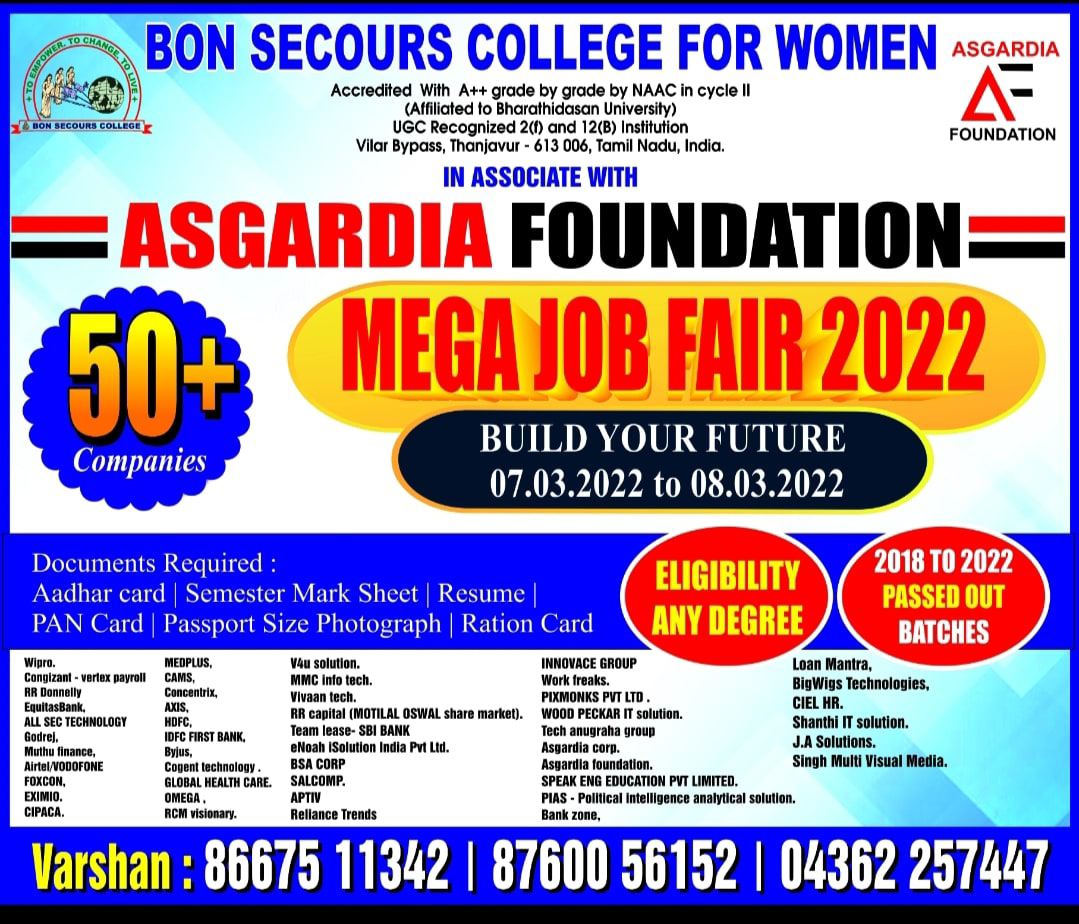 TO EMPOWER, TO CHANGE, TO LIVE
BON SECOURS COLLEGE
BON SECOURS COLLEGE FOR WOMEN
Accredited With A++ grade by grade by NAAC in cycle II
(Affiliated to Bharathidasan University)
UGC Recognized 2(f) and 12(B) Institution
Vilar Bypass, Thanjavur - 613 006, Tamil Nadu, India.
ASGARDIA
AF
FOUNDATION
IN ASSOCIATE WITH
ASGARDIA FOUNDATION
50+
Companies
MEGA JOB FAIR 2022
BUILD YOUR FUTURE
07.03.2022 to 08.03.2022
Documents Required :
Aadhar card | Semester Mark Sheet | Resume |
PAN Card | Passport Size Photograph | Ration Card
ELIGIBILITY
ANY DEGREE
2018 TO 2022
PASSED OUT
BATCHES
Wipro.
Congizant - vertex payroll
RR Donnelly
EquitasBank,
ALL SEC TECHNOLOGY
Godrej,
Muthu finance,
Airtel/VODOFONE
FOXCON,
EXIMIO.
CIPACA.
MEDPLUS,
CAMS,
Concentrix,
AXIS,
HDFC,
IDFC FIRST BANK,
Byjus,
Cogent technology .
GLOBAL HEALTH CARE.
OMEGA .
RCM visionary.
V4u solution.
MMC info tech.
Vivaan tech.
RR capital (MOTILAL OSWAL share market).
Team lease- SBI BANK
eNoah iSolution India Pvt Ltd.
BSA CORP
SALCOMP.
APTIV
Reliance Trends
INNOVACE GROUP
Work freaks.
PIXMONKS PVT LTD .
WOOD PECKAR IT solution.
Tech anugraha group
Asgardia corp.
Asgardia foundation.
SPEAK ENG EDUCATION PVT LIMITED.
PIAS - Political intelligence analytical solution.
Bank zone,
Loan Mantra,
BigWigs Technologies,
CIEL HR.
Shanthi IT solution.
J.A Solutions.
Singh Multi Visual Media.
Varshan : 86675 11342 | 87600 56152 | 04362 257447